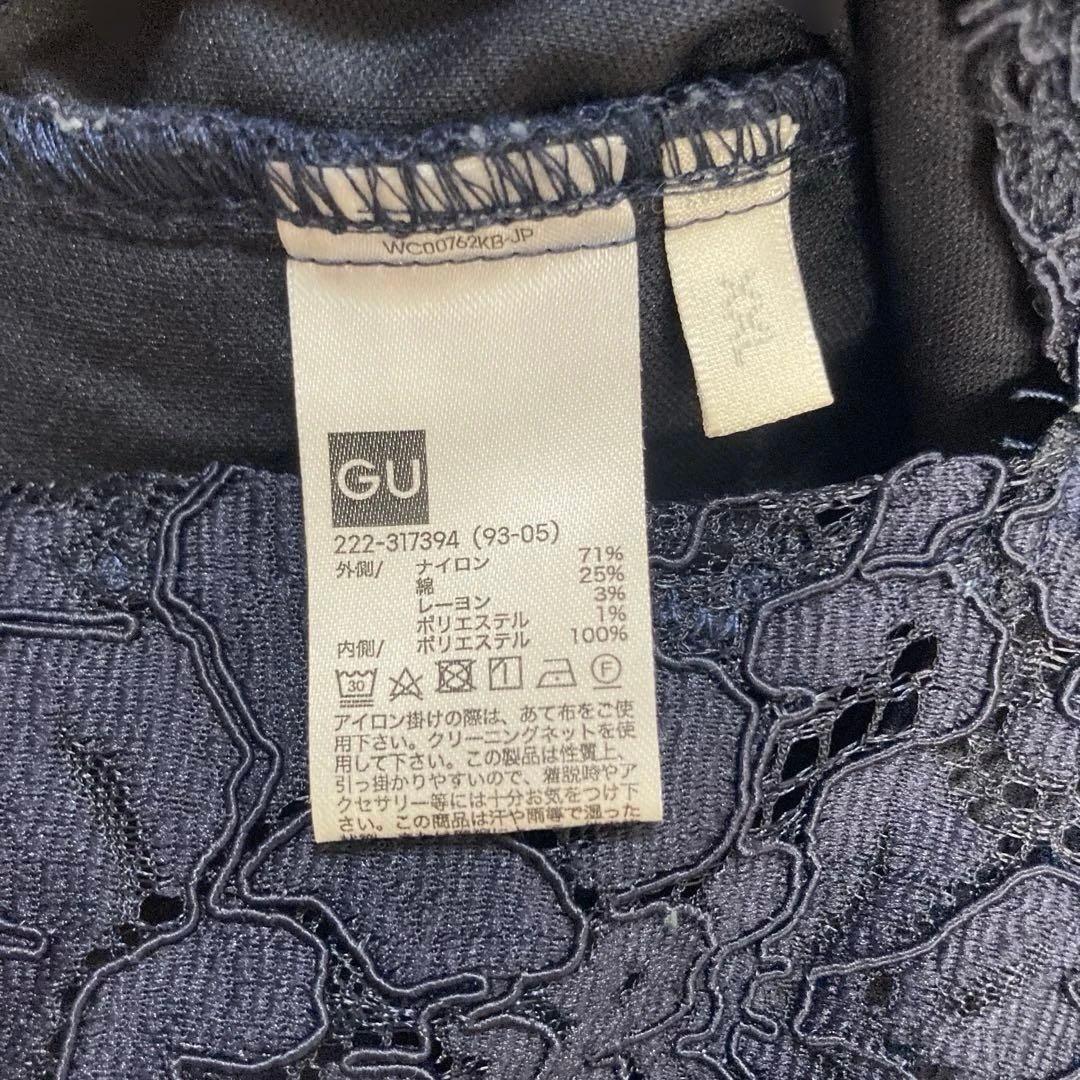 WC00762KB-JP
GU
222-317394 (93-05)
外側/ ナイロン 71%
綿 25%
レーヨン 3%
ポリエステル 1%
内側/ ポリエステル 100%
30
F
アイロン掛けの際は、あて布をご使
用下さい。クリーニングネットを使
用して下さい。この製品は性質上、
引っ掛かりやすいので、着脱時やア
クセサリー等には十分お気をつけ下
さい。この商品は汗や雨等で湿った